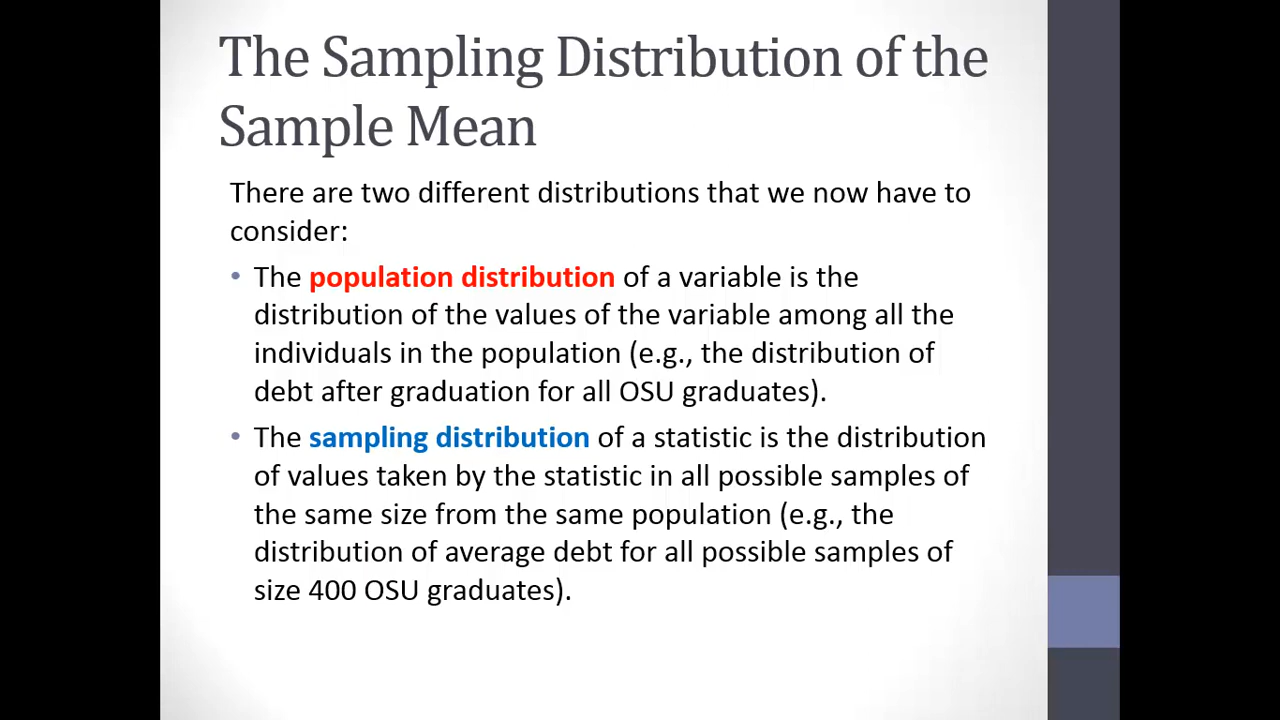 The Sampling Distribution of the
Sample Mean
There are two different distributions that we now have to
consider:
• The population distribution of a variable is the
distribution of the values of the variable among all the
individuals in the population (e.g., the distribution of
debt after graduation for all OSU graduates).
• The sampling distribution of a statistic is the distribution
of values taken by the statistic in all possible samples of
the same size from the same population (e.g., the
distribution of average debt for all possible samples of
size 400 OSU graduates).